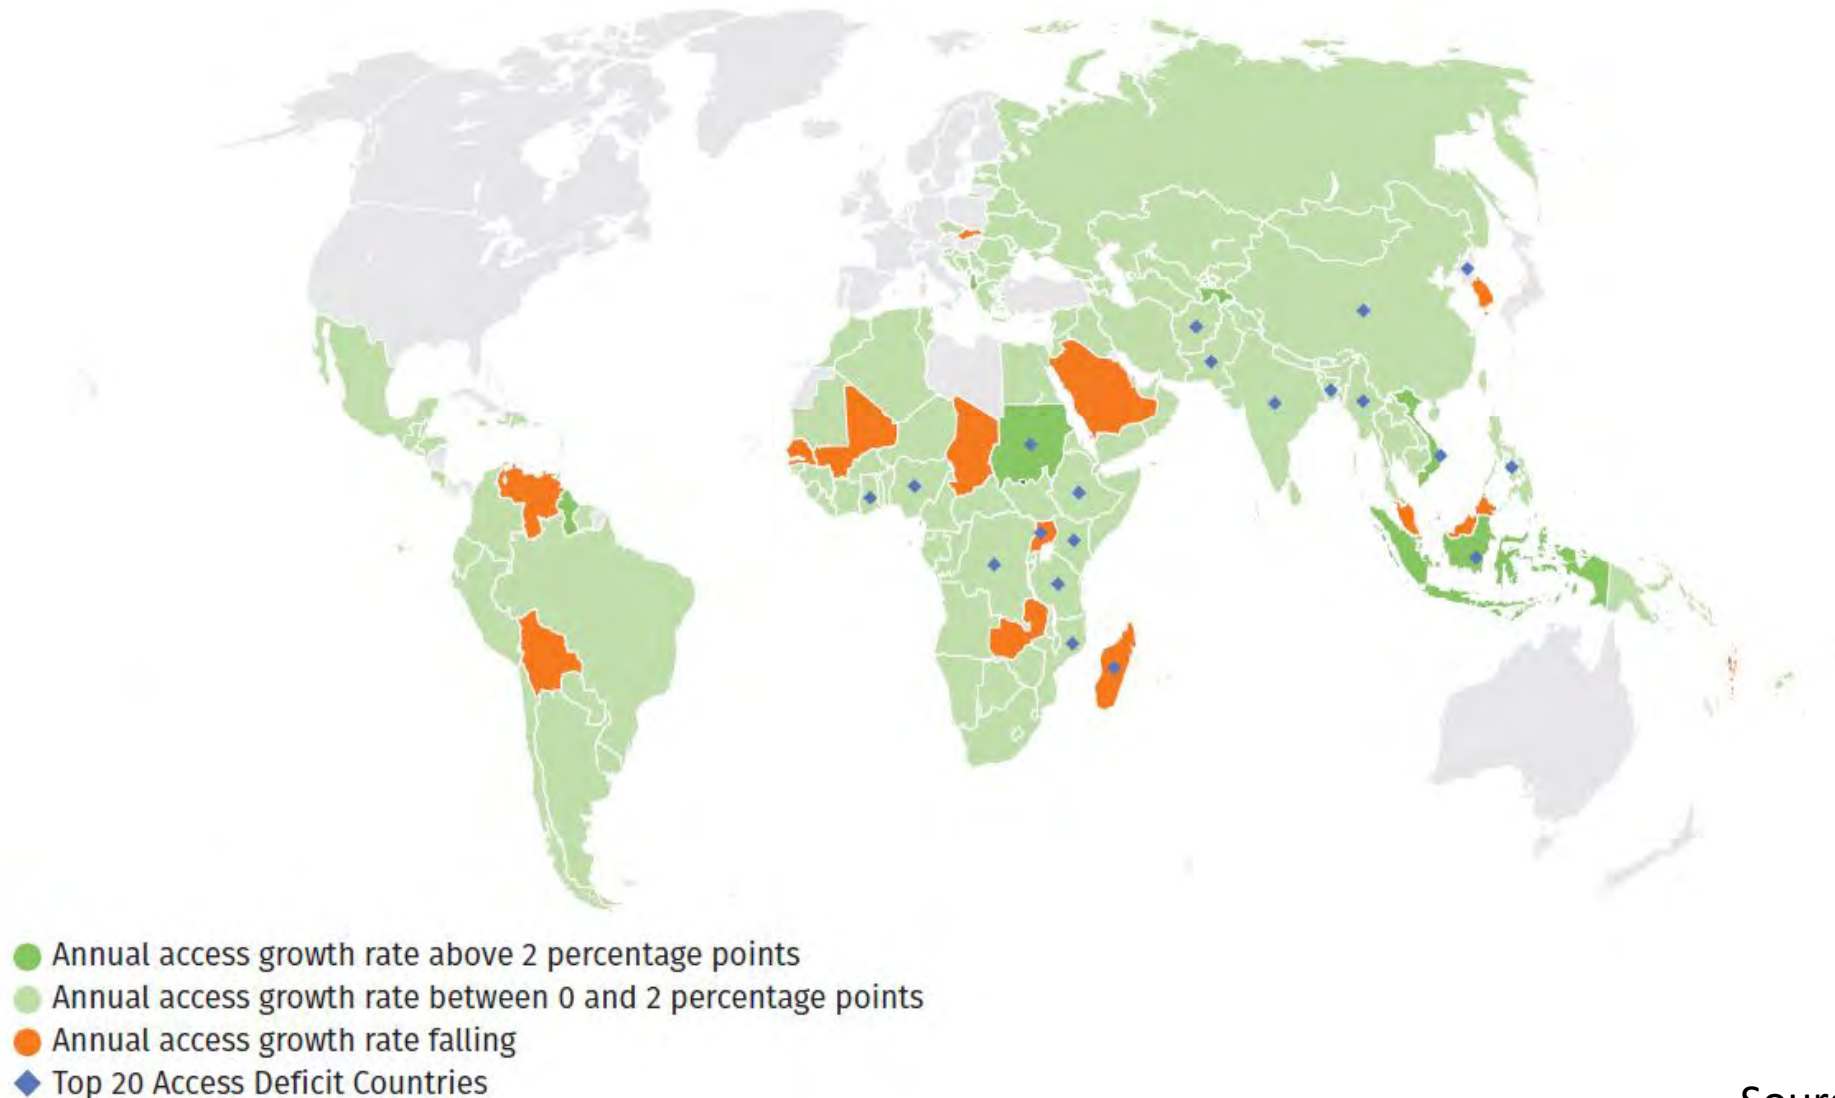 Annual access growth rate above 2 percentage points
Annual access growth rate between 0 and 2 percentage points
Annual access growth rate falling
Top 20 Access Deficit Countries